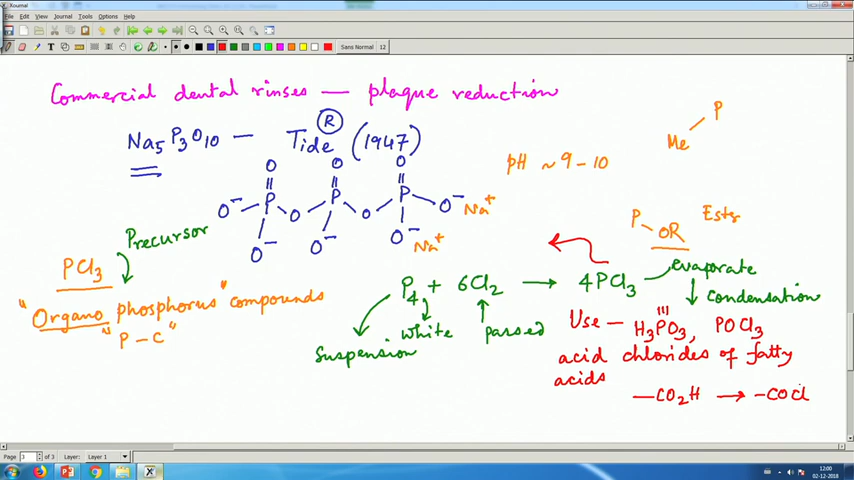 File Edit View Journal Tools Options Help
Sans Normal 12
Commercial dental rinses — plaque reduction
Na5P3O10 — Tide (R) (1947)
pH ~ 9-10
Me P
O O O
|| || ||
O⁻ P O P O P O⁻ Na⁺
O⁻ O⁻ O⁻ Na⁺
P OR Ests
Precursor
PCl3
"Organo phosphorus" compounds
"P-C"
P4 + 6Cl2 → 4PCl3
white passed
Suspension
evaporate
condensation
Use — H3PO3, POCl3
III
acid chlorides of fatty
acids
—CO2H → -COCl
Page 3 of 3 Layer: Layer 1
12:00
02-12-2018